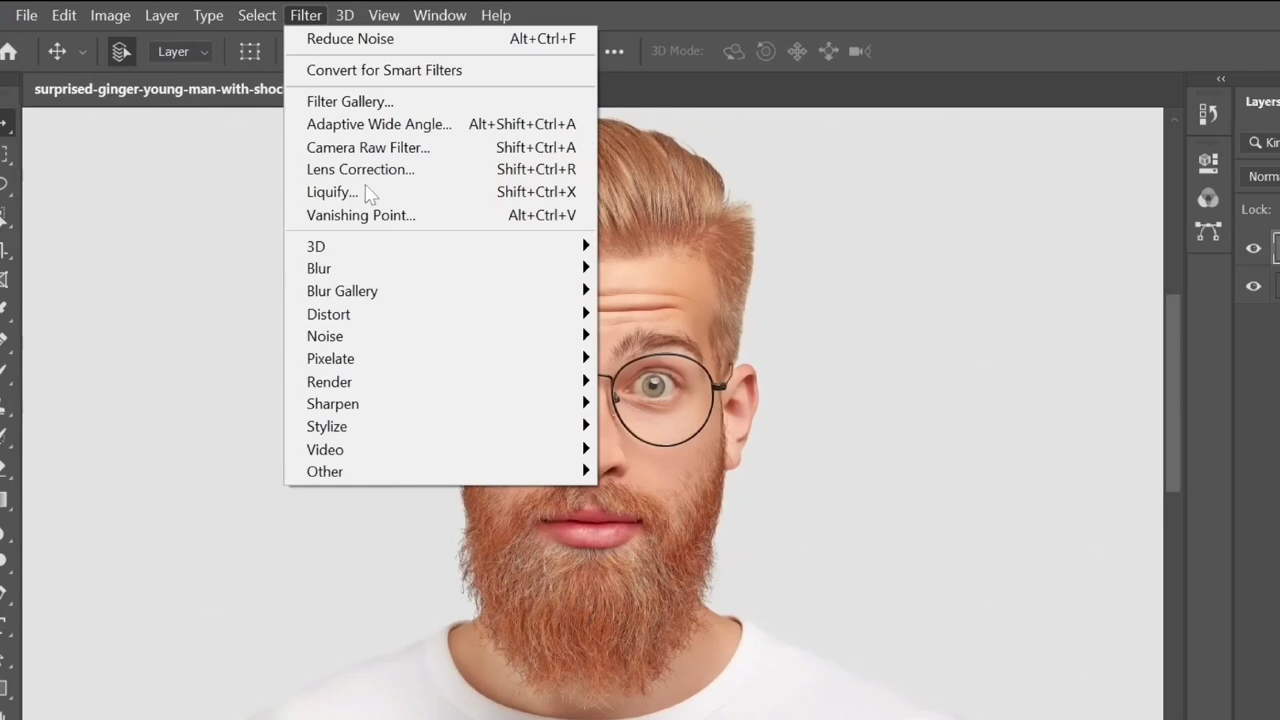 File Edit Image Layer Type Select Filter 3D View Window Help
Layer
3D Mode:
surprised-ginger-young-man-with-shoc
Reduce Noise Alt+Ctrl+F
Convert for Smart Filters
Filter Gallery...
Adaptive Wide Angle... Alt+Shift+Ctrl+A
Camera Raw Filter... Shift+Ctrl+A
Lens Correction... Shift+Ctrl+R
Liquify... Shift+Ctrl+X
Vanishing Point... Alt+Ctrl+V
3D
Blur
Blur Gallery
Distort
Noise
Pixelate
Render
Sharpen
Stylize
Video
Other
Layers
Kin
Norma
Lock: